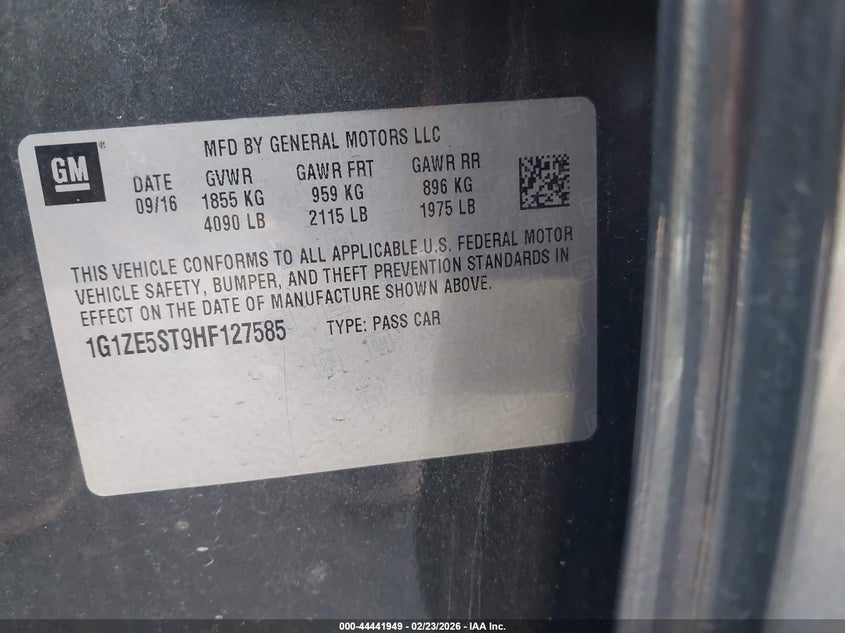 GM
®
MFD BY GENERAL MOTORS LLC
DATE GVWR GAWR FRT GAWR RR
09/16 1855 KG 959 KG 896 KG
4090 LB 2115 LB 1975 LB
THIS VEHICLE CONFORMS TO ALL APPLICABLE U.S. FEDERAL MOTOR
VEHICLE SAFETY, BUMPER, AND THEFT PREVENTION STANDARDS IN
EFFECT ON THE DATE OF MANUFACTURE SHOWN ABOVE.
1G1ZE5ST9HF127585 TYPE: PASS CAR
000-44441949 - 02/23/2026 - IAA Inc.